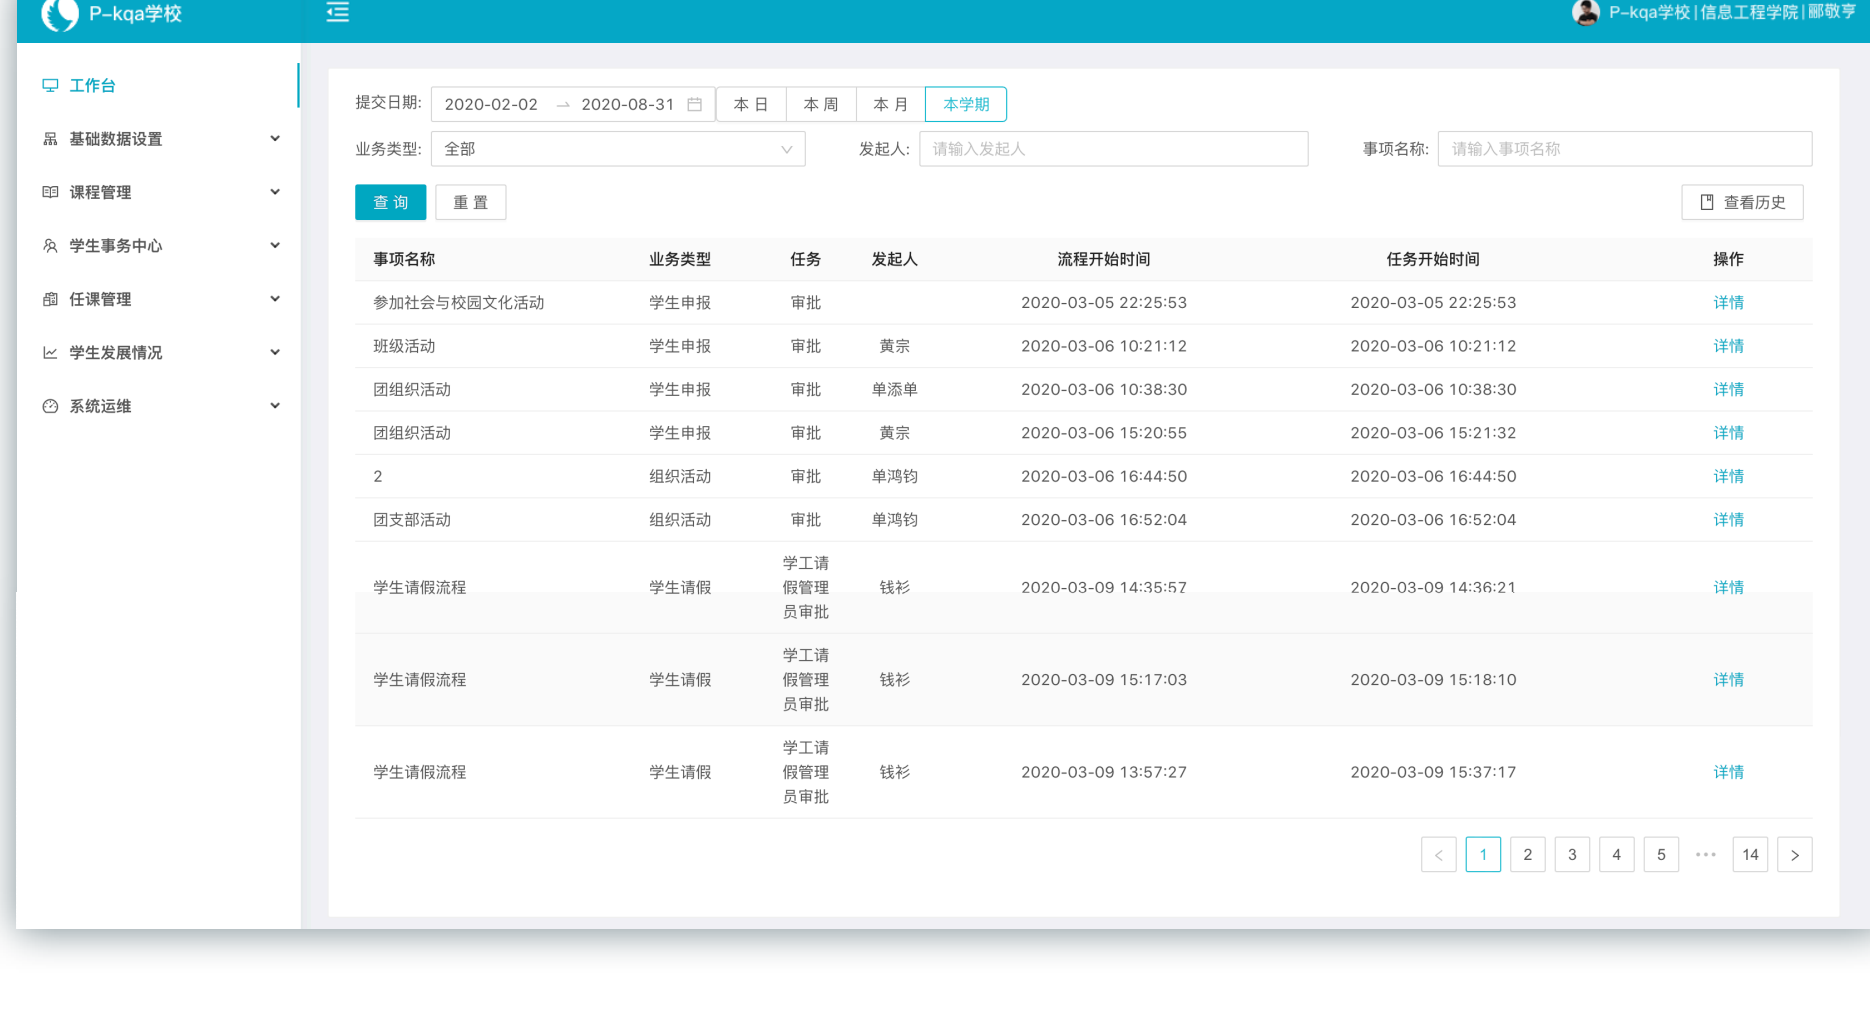 P-kqa学校
P-kqa学校|信息工程学院|郦敬亨
工作台
基础数据设置
课程管理
学生事务中心
任课管理
学生发展情况
系统运维
提交日期: 2020-02-02 → 2020-08-31 本日 本周 本月 本学期
业务类型: 全部 发起人: 请输入发起人 事项名称: 请输入事项名称
查询 重置 查看历史
事项名称 业务类型 任务 发起人 流程开始时间 任务开始时间 操作
参加社会与校园文化活动 学生申报 审批 2020-03-05 22:25:53 2020-03-05 22:25:53 详情
班级活动 学生申报 审批 黄宗 2020-03-06 10:21:12 2020-03-06 10:21:12 详情
团组织活动 学生申报 审批 单添单 2020-03-06 10:38:30 2020-03-06 10:38:30 详情
团组织活动 学生申报 审批 黄宗 2020-03-06 15:20:55 2020-03-06 15:21:32 详情
2 组织活动 审批 单鸿钧 2020-03-06 16:44:50 2020-03-06 16:44:50 详情
团支部活动 组织活动 审批 单鸿钧 2020-03-06 16:52:04 2020-03-06 16:52:04 详情
学生请假流程 学生请假 学工请假管理员审批 钱衫 2020-03-09 14:35:57 2020-03-09 14:36:21 详情
学生请假流程 学生请假 学工请假管理员审批 钱衫 2020-03-09 15:17:03 2020-03-09 15:18:10 详情
学生请假流程 学生请假 学工请假管理员审批 钱衫 2020-03-09 13:57:27 2020-03-09 15:37:17 详情
< 1 2 3 4 5 ••• 14 >